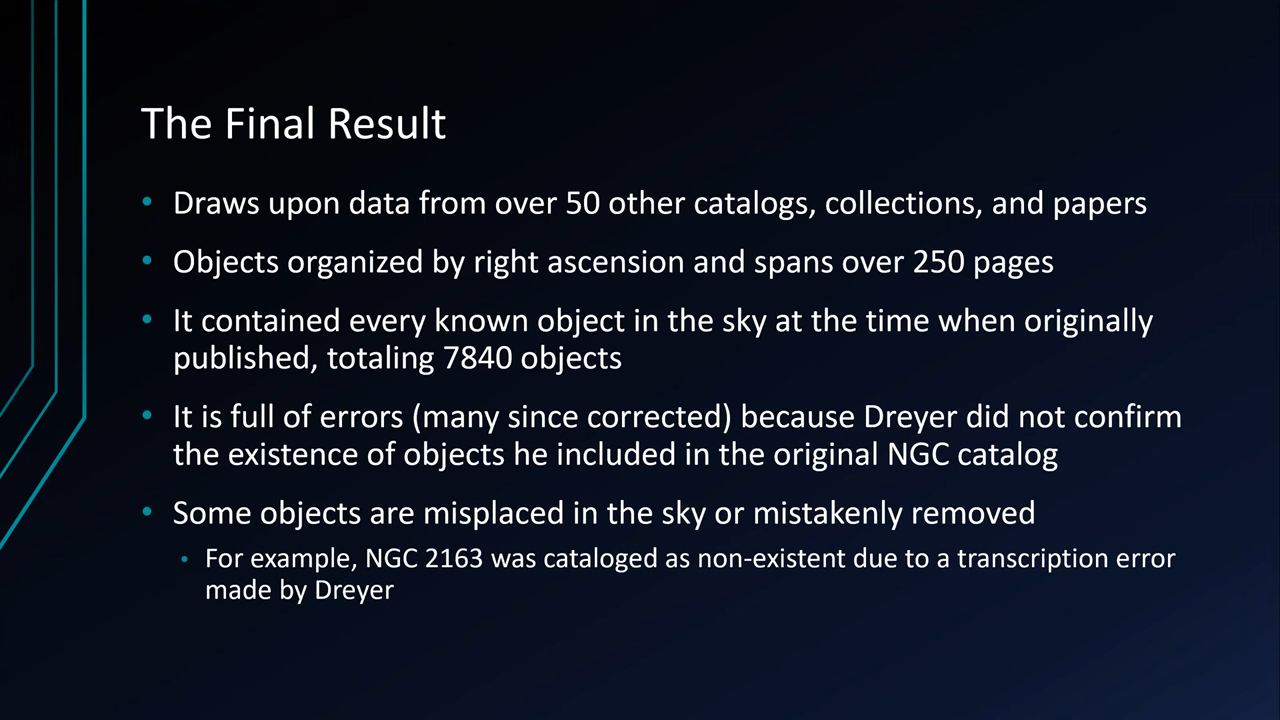 The Final Result
• Draws upon data from over 50 other catalogs, collections, and papers
• Objects organized by right ascension and spans over 250 pages
• It contained every known object in the sky at the time when originally
published, totaling 7840 objects
• It is full of errors (many since corrected) because Dreyer did not confirm
the existence of objects he included in the original NGC catalog
• Some objects are misplaced in the sky or mistakenly removed
• For example, NGC 2163 was cataloged as non-existent due to a transcription error
made by Dreyer